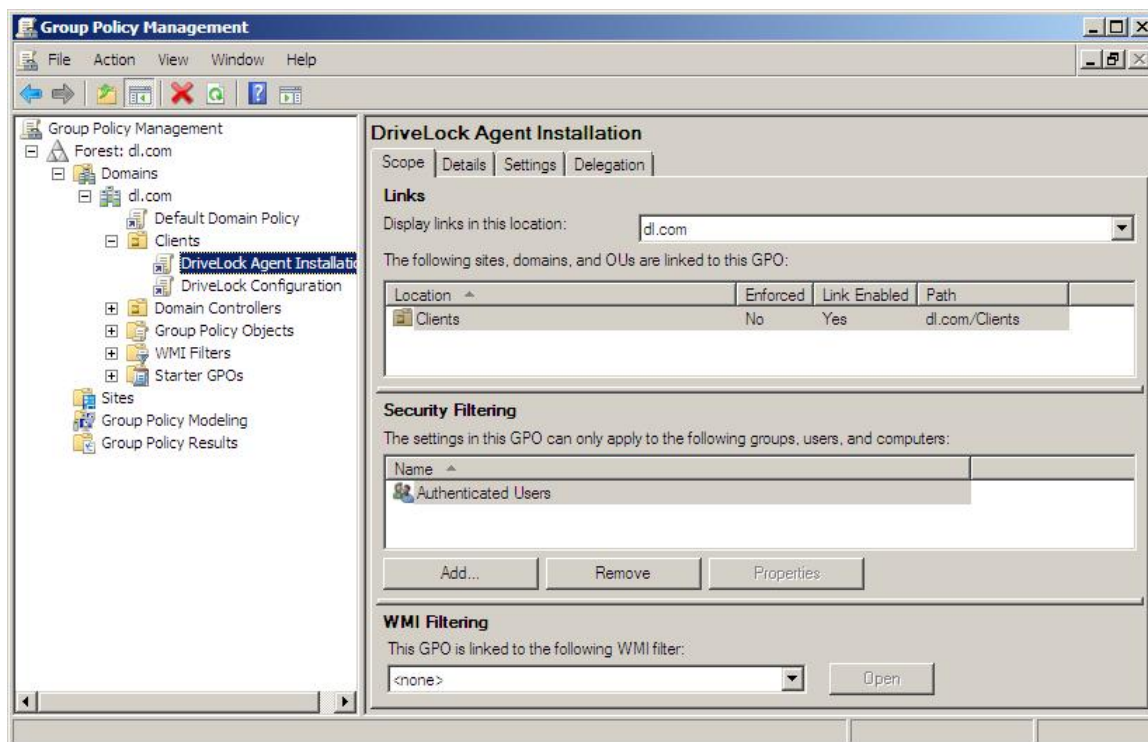 Group Policy Management
File Action View Window Help
Group Policy Management
Forest: dl.com
Domains
dl.com
Default Domain Policy
Clients
DriveLock Agent Installatio
DriveLock Configuration
Domain Controllers
Group Policy Objects
WMI Filters
Starter GPOs
Sites
Group Policy Modeling
Group Policy Results
DriveLock Agent Installation
Scope Details Settings Delegation
Links
Display links in this location: dl.com
The following sites, domains, and OUs are linked to this GPO:
Location Enforced Link Enabled Path
Clients No Yes dl.com/Clients
Security Filtering
The settings in this GPO can only apply to the following groups, users, and computers:
Name
Authenticated Users
Add... Remove Properties
WMI Filtering
This GPO is linked to the following WMI filter:
<none> Open